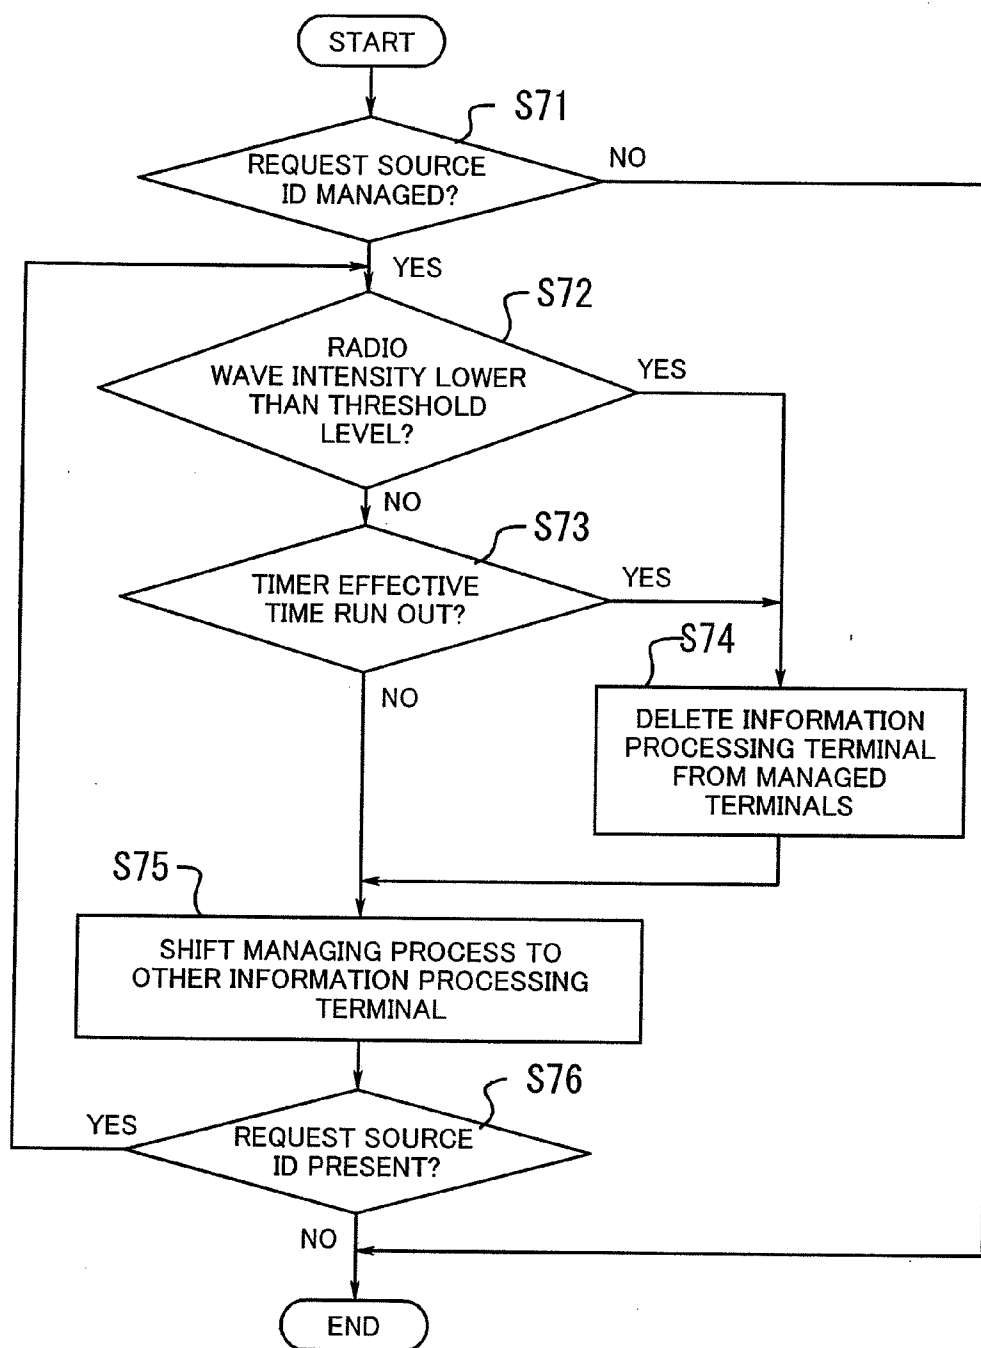 START
S71
REQUEST SOURCE
ID MANAGED?
NO
YES
S72
RADIO
WAVE INTENSITY LOWER
THAN THRESHOLD
LEVEL?
YES
NO
S73
TIMER EFFECTIVE
TIME RUN OUT?
YES
NO
S74
DELETE INFORMATION
PROCESSING TERMINAL
FROM MANAGED
TERMINALS
S75
SHIFT MANAGING PROCESS TO
OTHER INFORMATION PROCESSING
TERMINAL
S76
REQUEST SOURCE
ID PRESENT?
YES
NO
END